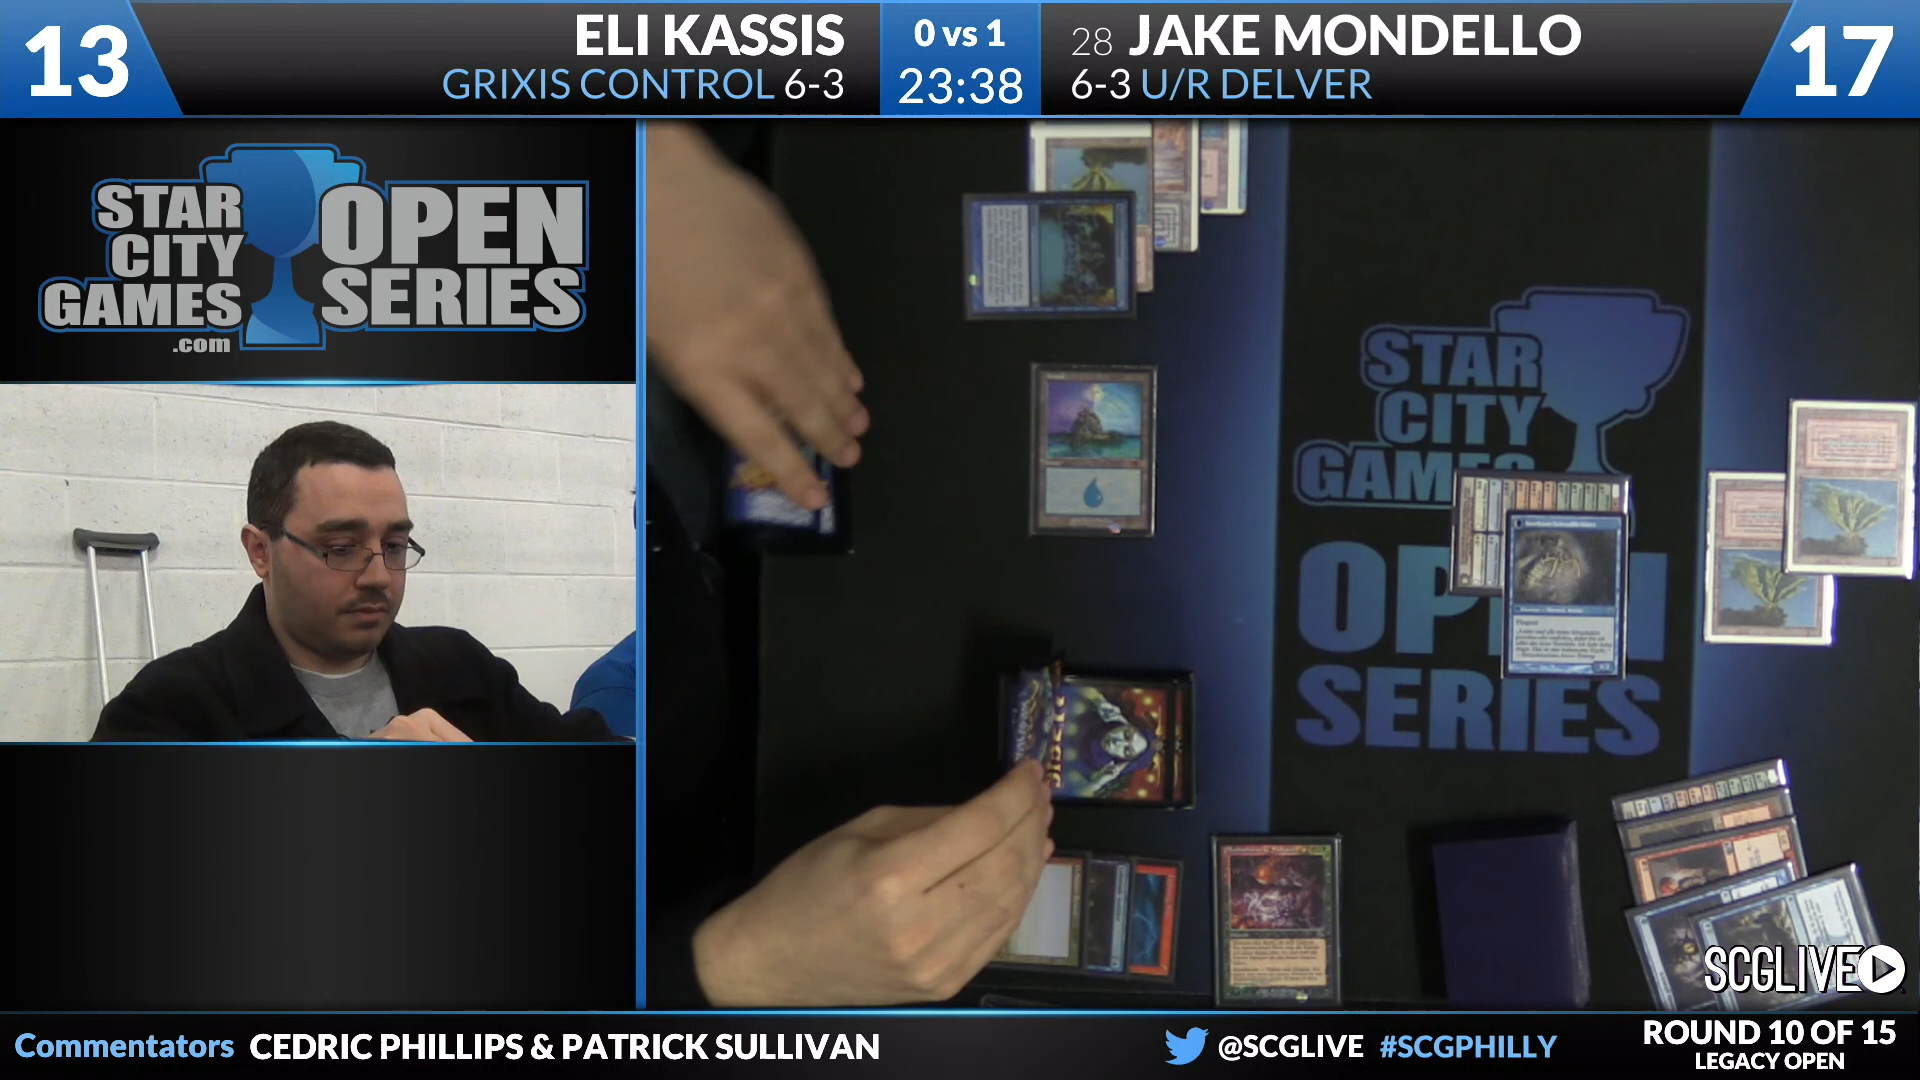 13
ELI KASSIS
GRIXIS CONTROL 6-3
0 vs 1
23:38
28 JAKE MONDELLO
6-3 U/R DELVER
17
STAR
CITY
GAMES
.com
OPEN
SERIES
STAR
CITY
GAMES
OPEN
SERIES
SCGLIVE
Commentators CEDRIC PHILLIPS & PATRICK SULLIVAN
@SCGLIVE #SCGPHILLY
ROUND 10 OF 15
LEGACY OPEN